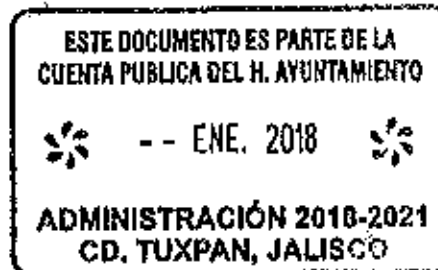 ESTE DOCUMENTO ES PARTE DE LA
CUENTA PUBLICA DEL H. AYUNTAMIENTO
-- ENE. 2018
ADMINISTRACIÓN 2018-2021
CD. TUXPAN, JALISCO